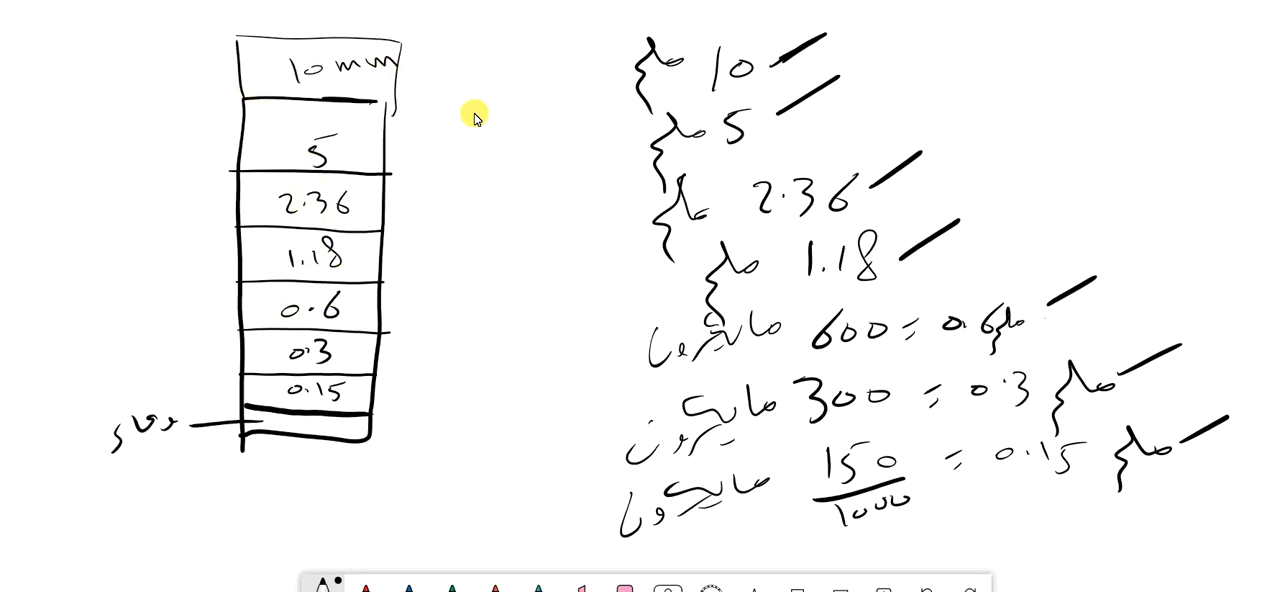 10 mm
5
2.36
1.18
0.6
0.3
0.15
10 ملم
5 ملم
2.36 ملم
1.18 ملم
600 مايكرون = 0.6 ملم
300 مايكرون = 0.3 ملم
150 مايكرون = 0.15 ملم
1000